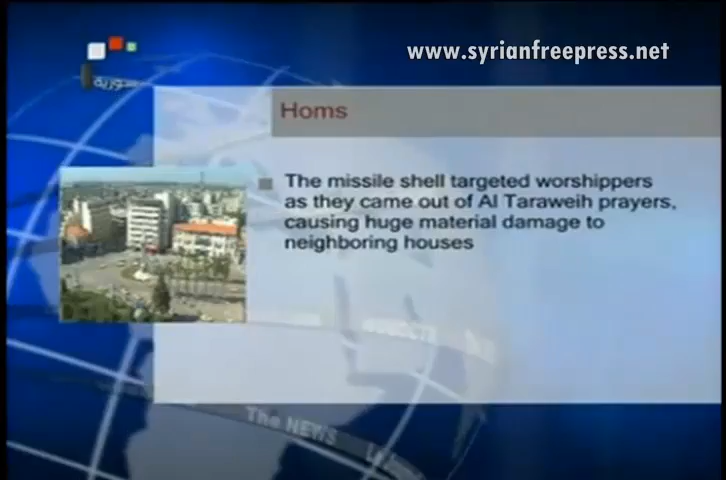 www.syrianfreepress.net
سورية
Homs
The missile shell targeted worshippers
as they came out of Al Taraweih prayers,
causing huge material damage to
neighboring houses
The NEWS